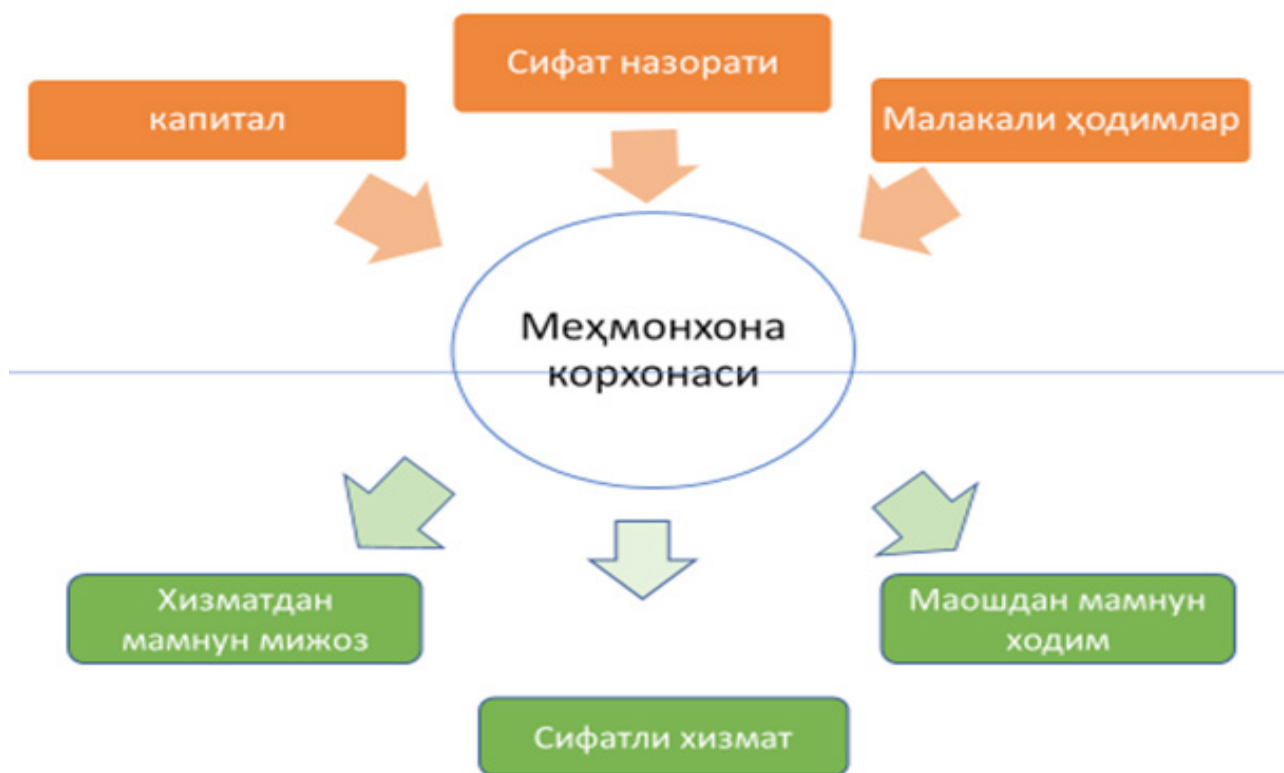 Сифат назорати
капитал
Малакали ҳодимлар
Меҳмонхона
корхонаси
Хизматдан
мамнун мижоз
Маошдан мамнун
ходим
Сифатли хизмат